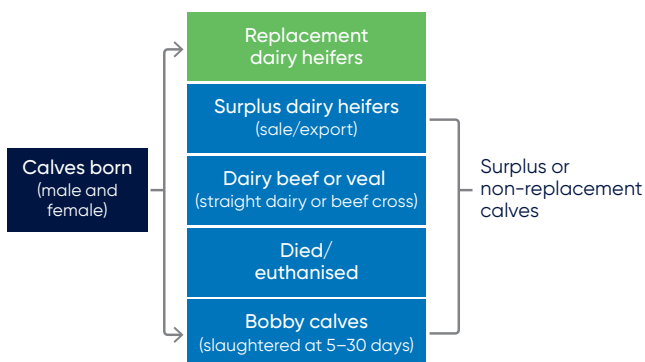 Replacement
dairy heifers
Surplus dairy heifers
(sale/export)
Calves born
(male and
female)
Dairy beef or veal
(straight dairy or beef cross)
Surplus or
non-replacement
calves
Died/
euthanised
Bobby calves
(slaughtered at 5–30 days)